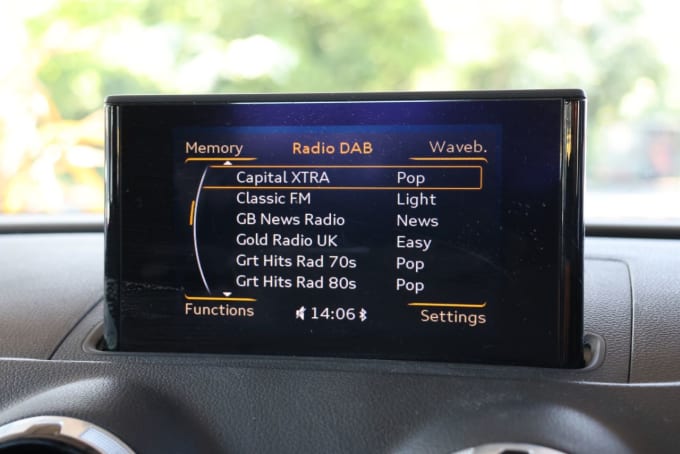 Memory Radio DAB Waveb.
Capital XTRA Pop
Classic FM Light
GB News Radio News
Gold Radio UK Easy
Grt Hits Rad 70s Pop
Grt Hits Rad 80s Pop
Functions 14:06 Settings